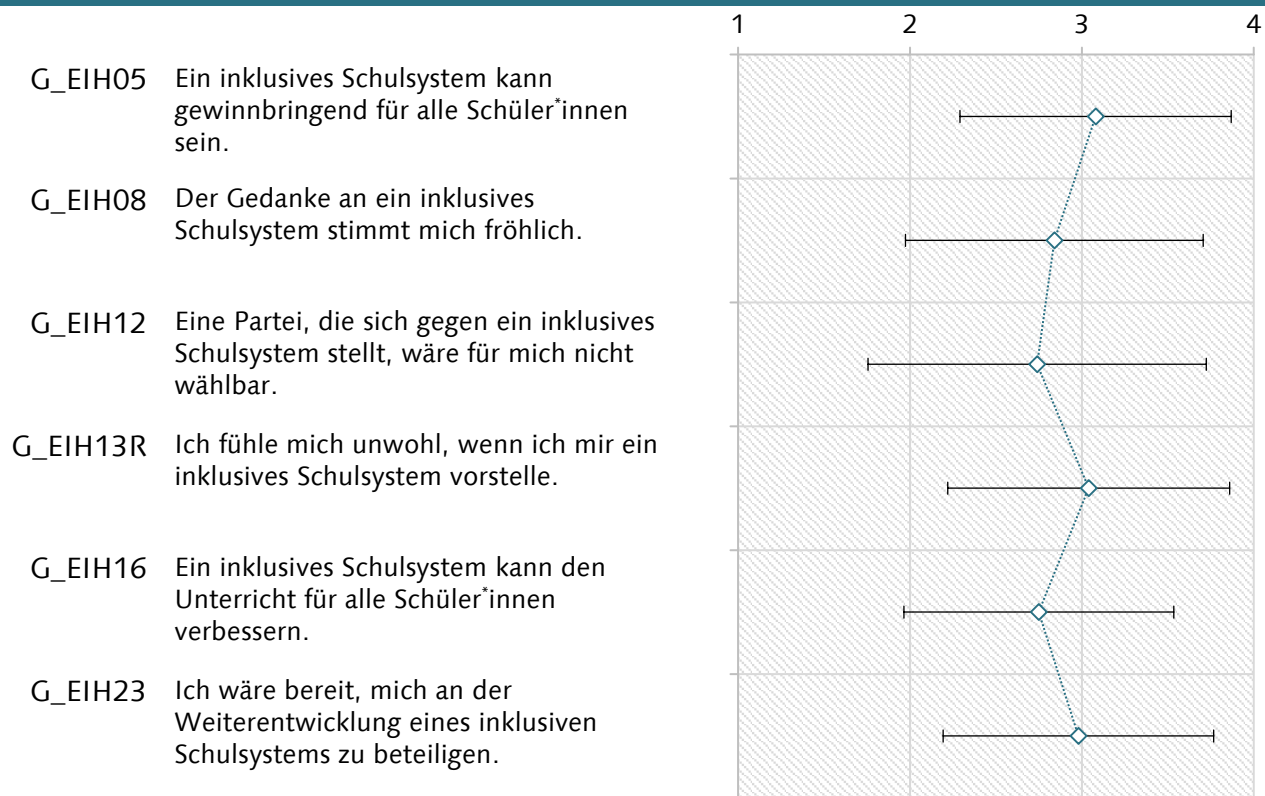 1 2 3 4
G_EIH05 Ein inklusives Schulsystem kann
gewinnbringend für alle Schüler*innen
sein.
G_EIH08 Der Gedanke an ein inklusives
Schulsystem stimmt mich fröhlich.
G_EIH12 Eine Partei, die sich gegen ein inklusives
Schulsystem stellt, wäre für mich nicht
wählbar.
G_EIH13R Ich fühle mich unwohl, wenn ich mir ein
inklusives Schulsystem vorstelle.
G_EIH16 Ein inklusives Schulsystem kann den
Unterricht für alle Schüler*innen
verbessern.
G_EIH23 Ich wäre bereit, mich an der
Weiterentwicklung eines inklusiven
Schulsystems zu beteiligen.